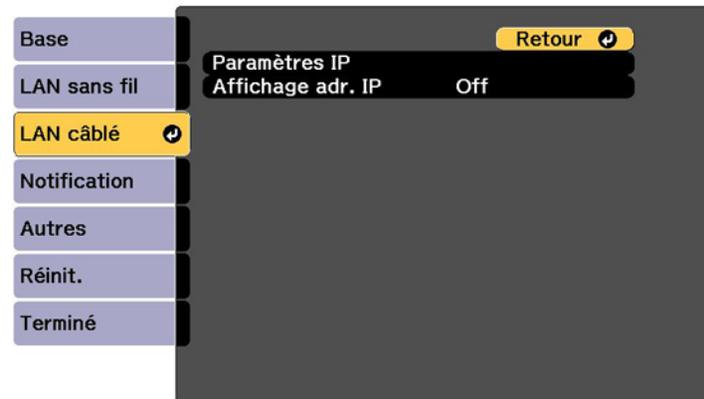 Base
LAN sans fil
LAN câblé
Notification
Autres
Réinit.
Terminé
Retour
Paramètres IP
Affichage adr. IP Off